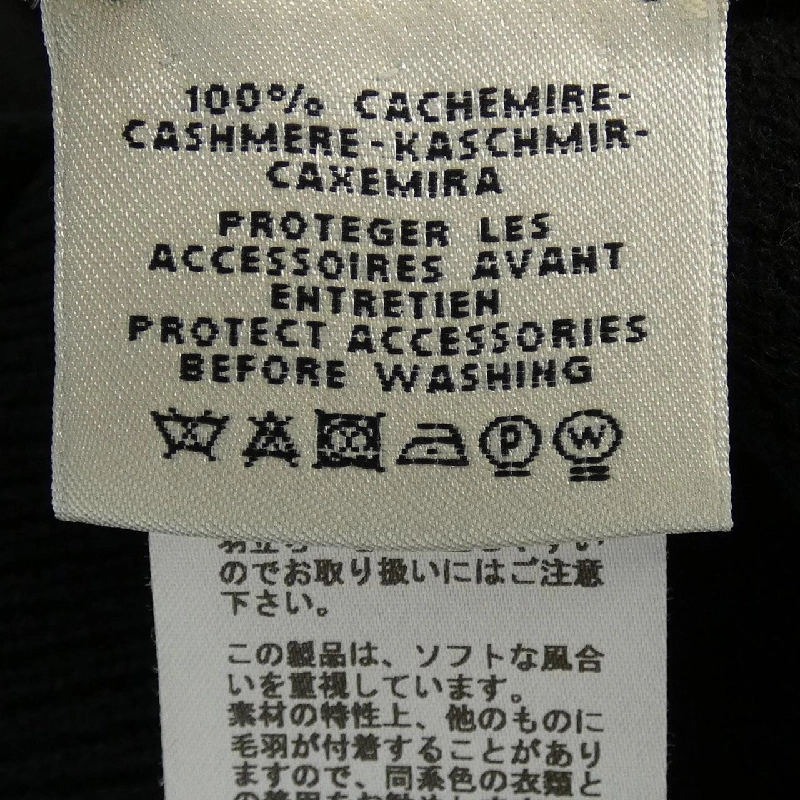 100% CACHEMIRE-
CASHMERE-KASCHMIR-
CAXEMIRA
PROTEGER LES
ACCESSOIRES AVANT
ENTRETIEN
PROTECT ACCESSORIES
BEFORE WASHING
P W
のでお取り扱いにはご注意
下さい。
この製品は、ソフトな風合
いを重視しています。
素材の特性上、他のものに
毛羽が付着することがあり
ますので、同系色の衣類と